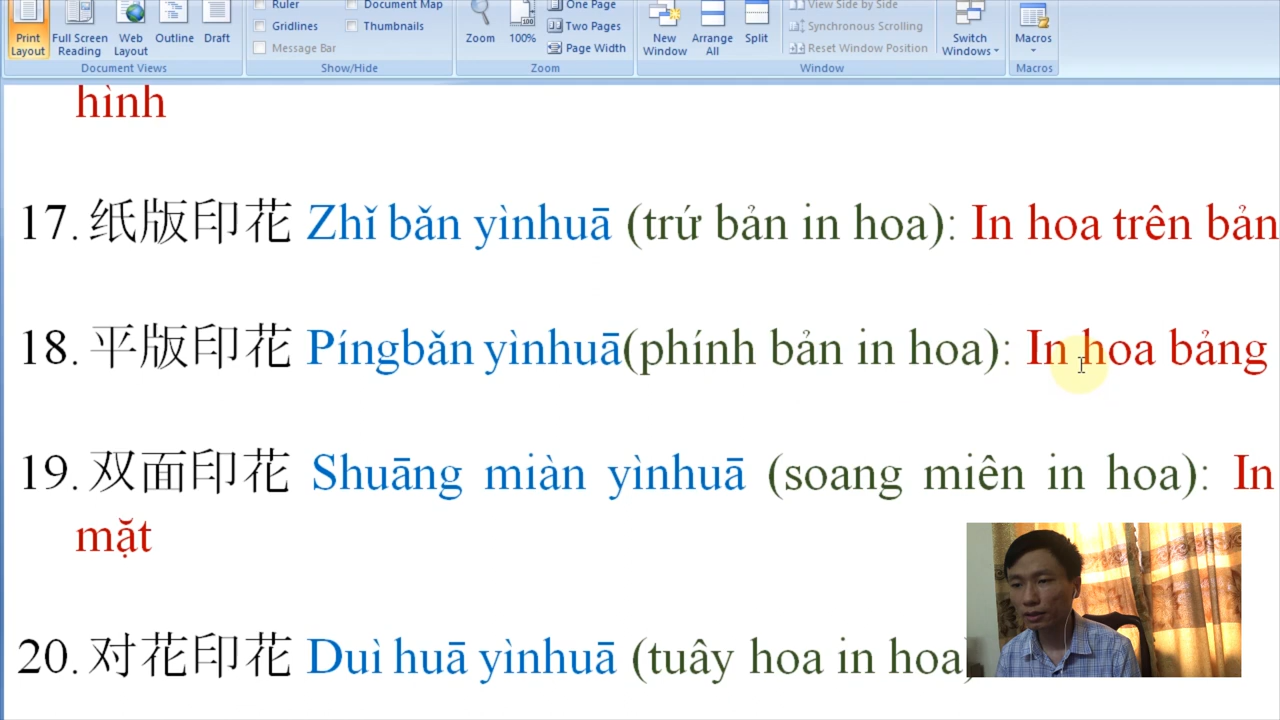 Ruler
Document Map
One Page
View Side by Side
Gridlines
Thumbnails
Two Pages
Synchronous Scrolling
Print Layout
Full Screen Reading
Web Layout
Outline
Draft
Message Bar
Zoom
100%
Page Width
New Window
Arrange All
Split
Reset Window Position
Switch Windows
Macros
Document Views
Show/Hide
Zoom
Window
Macros
hình
17. 纸版印花 Zhǐ bǎn yìnhuā (trứ bản in hoa): In hoa trên bản
18. 平版印花 Píngbǎn yìnhuā(phính bản in hoa): In hoa bảng
19. 双面印花 Shuāng miàn yìnhuā (soang miên in hoa): In
mặt
20. 对花印花 Duì huā yìnhuā (tuây hoa in hoa)